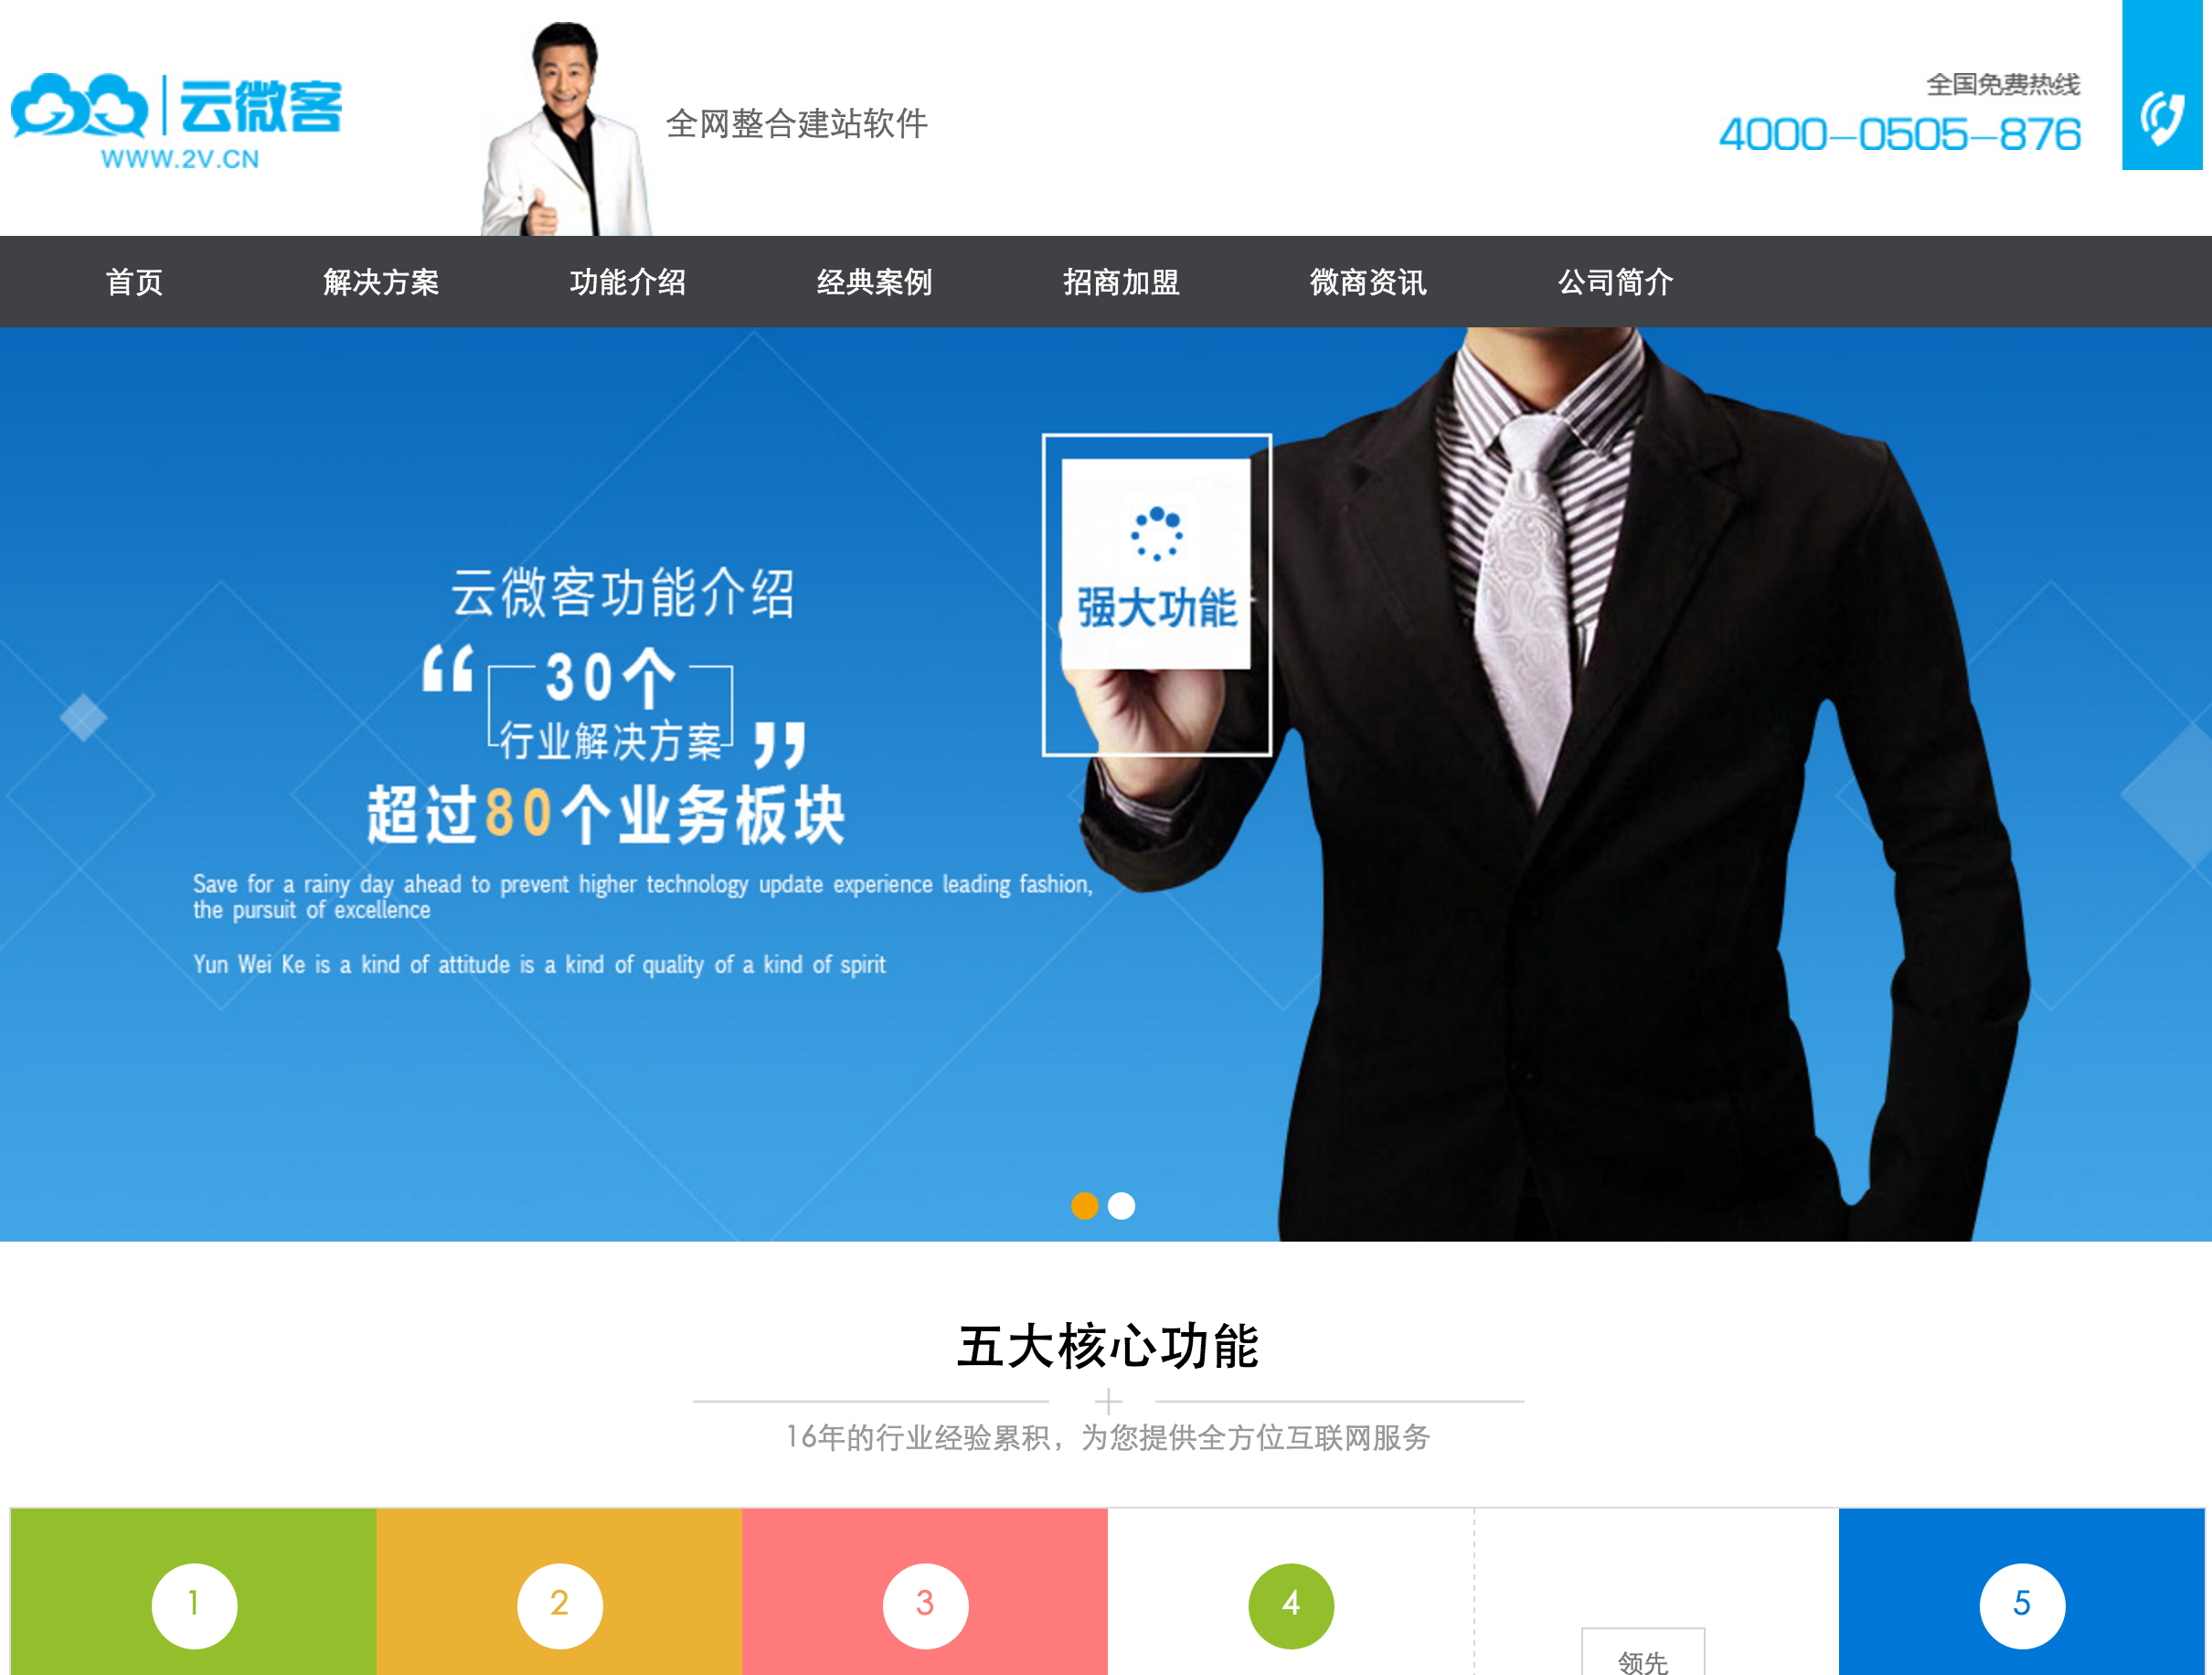 云微客
WWW.2V.CN
全网整合建站软件
全国免费热线
4000-0505-876
首页
解决方案
功能介绍
经典案例
招商加盟
微商资讯
公司简介
强大功能
云微客功能介绍
“ 30个
行业解决方案 ”
超过80个业务板块
Save for a rainy day ahead to prevent higher technology update experience leading fashion,
the pursuit of excellence
Yun Wei Ke is a kind of attitude is a kind of quality of a kind of spirit
五大核心功能
16年的行业经验累积，为您提供全方位互联网服务
1
2
3
4
5
领先